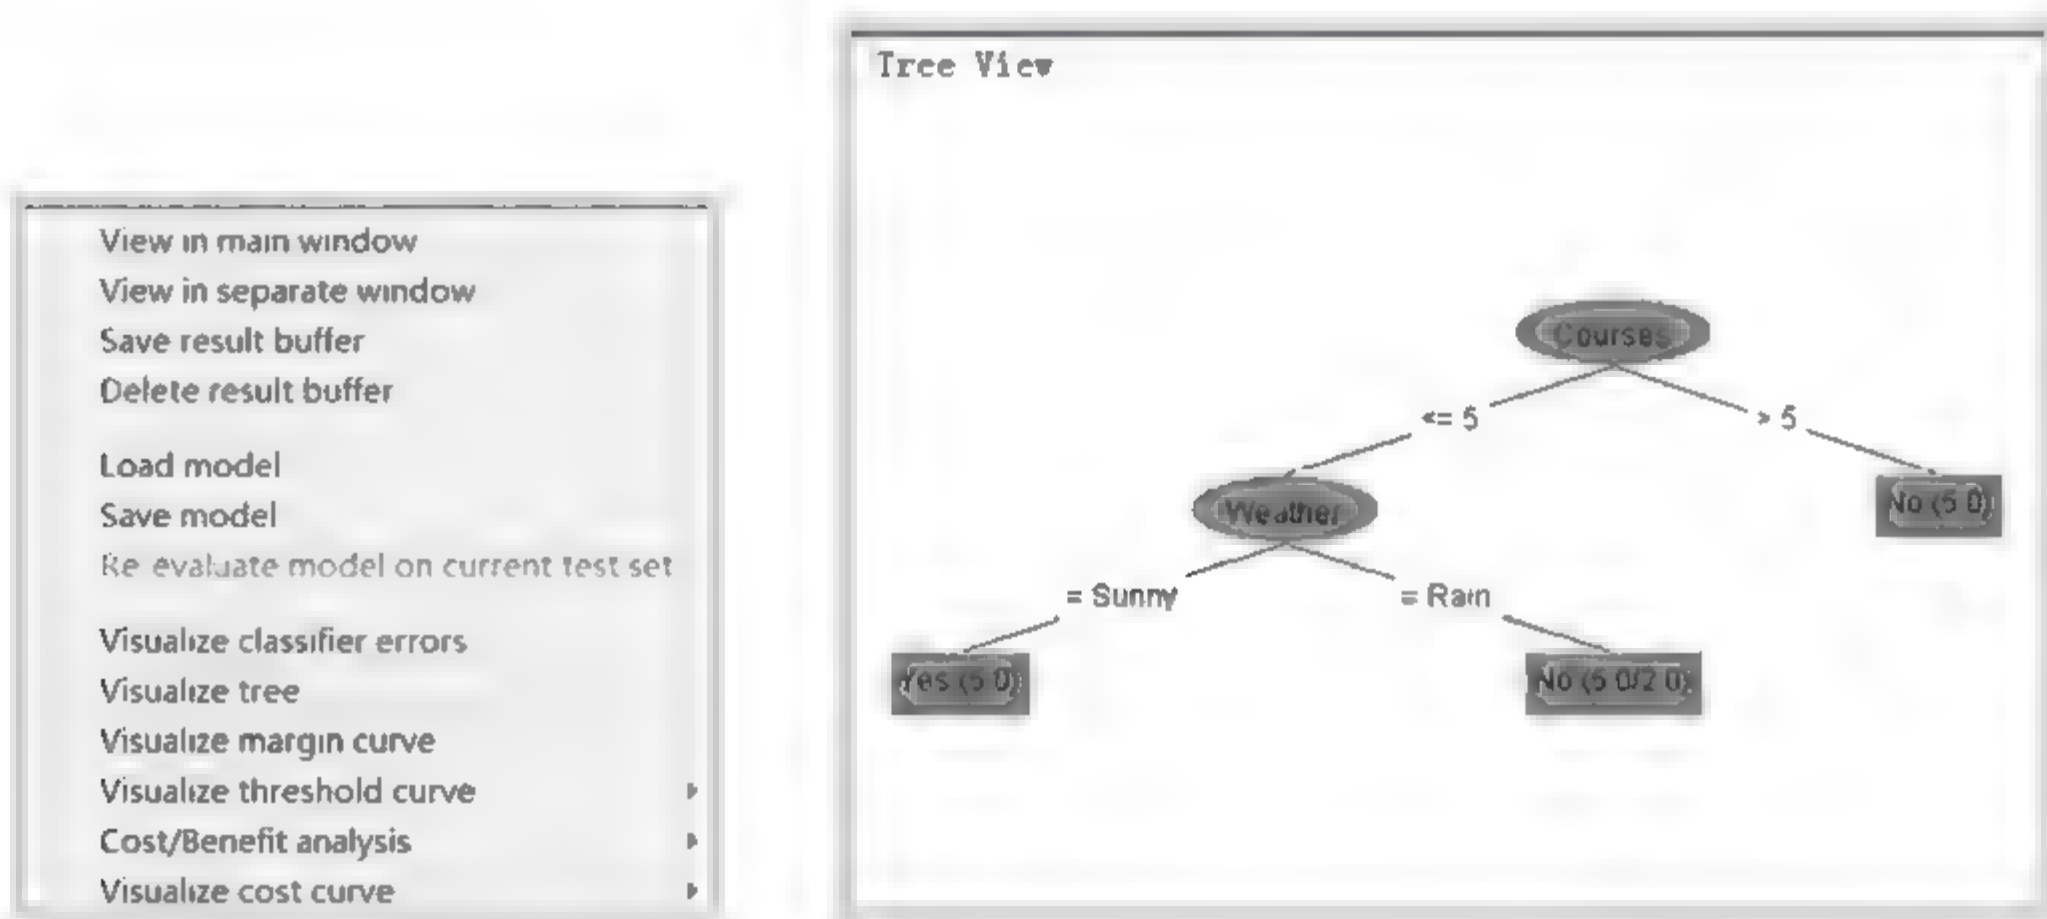 View in main window
View in separate window
Save result buffer
Delete result buffer
Load model
Save model
Re evaluate model on current test set
Visualize classifier errors
Visualize tree
Visualize margin curve
Visualize threshold curve
Cost/Benefit analysis
Visualize cost curve
Tree View
Courses
<= 5
> 5
Weather
No (5 0)
= Sunny
= Rain
Yes (5 0)
No (5 0/2 0)